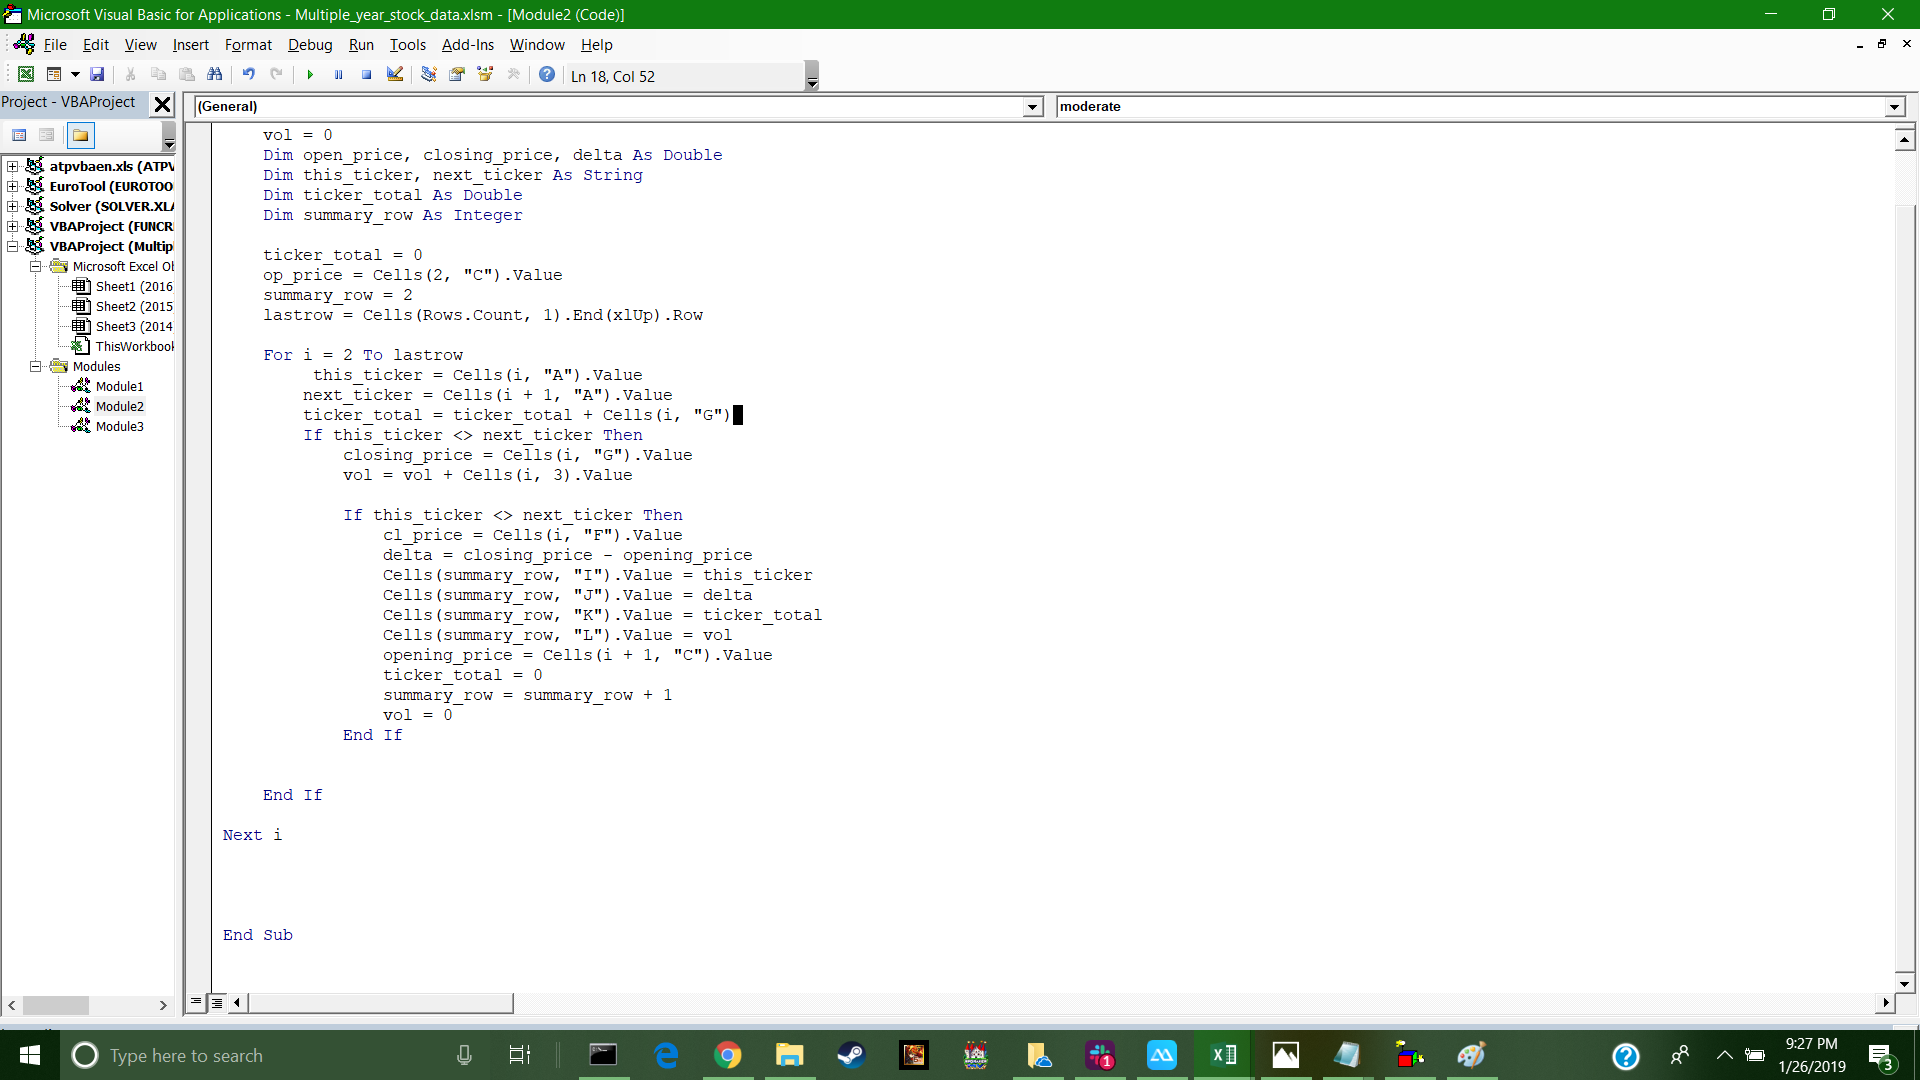 Microsoft Visual Basic for Applications - Multiple_year_stock_data.xlsm - [Module2 (Code)]
File Edit View Insert Format Debug Run Tools Add-Ins Window Help
Ln 18, Col 52
Project - VBAProject
(General)
moderate
atpvbaen.xls (ATPV
EuroTool (EUROTOO
Solver (SOLVER.XLA
VBAProject (FUNCR
VBAProject (Multip
Microsoft Excel Ob
Sheet1 (2016
Sheet2 (2015
Sheet3 (2014
ThisWorkbook
Modules
Module1
Module2
Module3
vol = 0
Dim open_price, closing_price, delta As Double
Dim this_ticker, next_ticker As String
Dim ticker_total As Double
Dim summary_row As Integer
ticker_total = 0
op_price = Cells(2, "C").Value
summary_row = 2
lastrow = Cells(Rows.Count, 1).End(xlUp).Row
For i = 2 To lastrow
this_ticker = Cells(i, "A").Value
next_ticker = Cells(i + 1, "A").Value
ticker_total = ticker_total + Cells(i, "G")
If this_ticker <> next_ticker Then
closing_price = Cells(i, "G").Value
vol = vol + Cells(i, 3).Value
If this_ticker <> next_ticker Then
cl_price = Cells(i, "F").Value
delta = closing_price - opening_price
Cells(summary_row, "I").Value = this_ticker
Cells(summary_row, "J").Value = delta
Cells(summary_row, "K").Value = ticker_total
Cells(summary_row, "L").Value = vol
opening_price = Cells(i + 1, "C").Value
ticker_total = 0
summary_row = summary_row + 1
vol = 0
End If
End If
Next i
End Sub
Type here to search
1
9:27 PM
1/26/2019
3